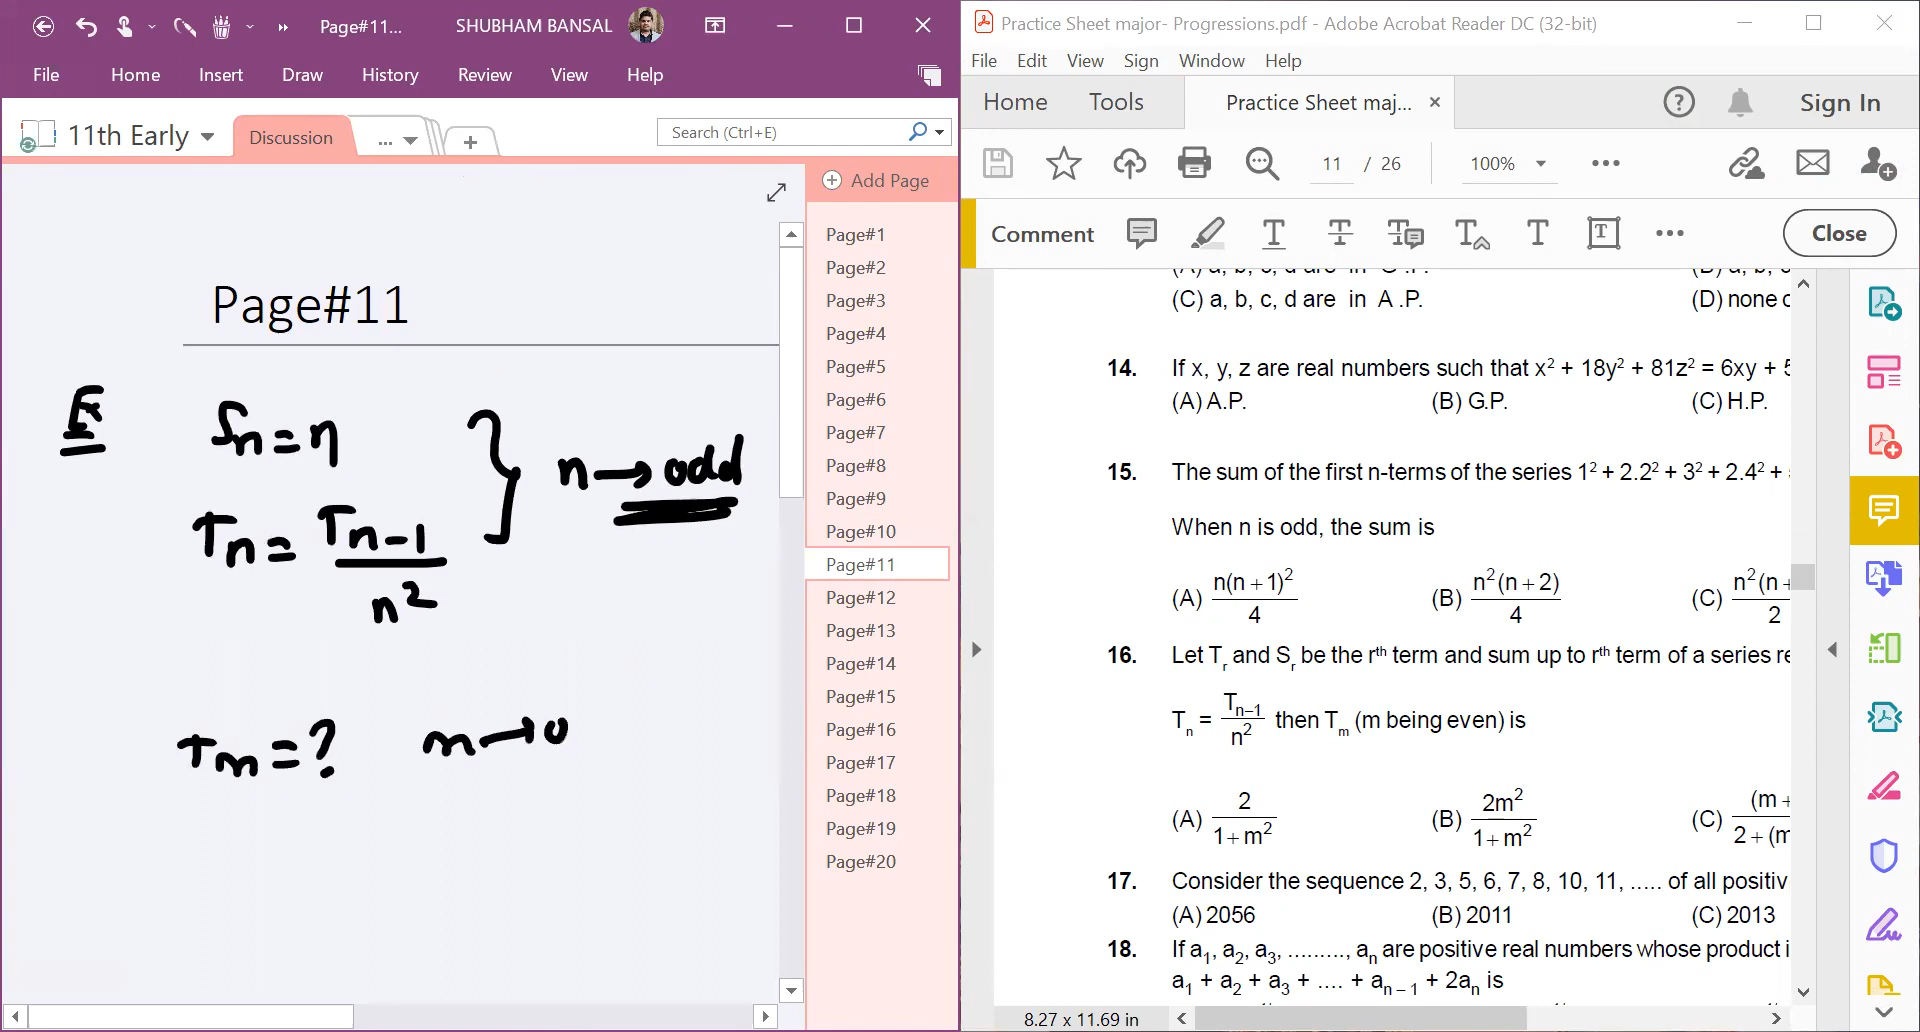 Page#11...
SHUBHAM BANSAL
File Home Insert Draw History Review View Help
11th Early
Discussion
...
Search (Ctrl+E)
Add Page
Page#1
Page#2
Page#3
Page#4
Page#5
Page#6
Page#7
Page#8
Page#9
Page#10
Page#11
Page#12
Page#13
Page#14
Page#15
Page#16
Page#17
Page#18
Page#19
Page#20
Page#11
Sn = n
Tn = Tn-1 / n²
} n → odd
Tm = ? m → 
Practice Sheet major- Progressions.pdf - Adobe Acrobat Reader DC (32-bit)
File Edit View Sign Window Help
Home Tools Practice Sheet maj... × Sign In
11 / 26 100%
Comment Close
(C) a, b, c, d are in A .P. (D) none
14. If x, y, z are real numbers such that x² + 18y² + 81z² = 6xy +
(A) A.P. (B) G.P. (C) H.P.
15. The sum of the first n-terms of the series 1² + 2.2² + 3² + 2.4² +
When n is odd, the sum is
(A) n(n + 1)² / 4 (B) n²(n + 2) / 4 (C) n²(n + / 2
16. Let Tr and Sr be the rth term and sum up to rth term of a series
Tn = Tn–1 / n² then Tm (m being even) is
(A) 2 / 1+ m² (B) 2m² / 1+ m² (C) (m + / 2 + (m
17. Consider the sequence 2, 3, 5, 6, 7, 8, 10, 11, ..... of all
(A) 2056 (B) 2011 (C) 2013
18. If a1, a2, a3, ........., an are positive real numbers whose product
a1 + a2 + a3 + .... + an – 1 + 2an is
8.27 x 11.69 in